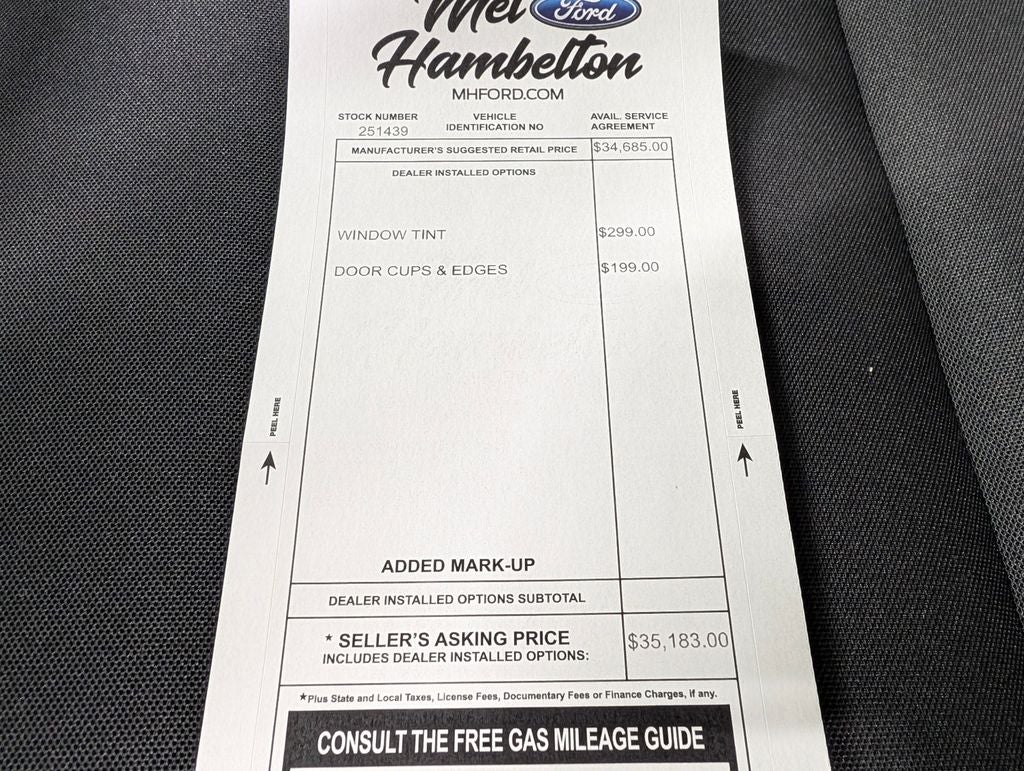 Mel Ford
Hambelton
MHFORD.COM
STOCK NUMBER VEHICLE AVAIL. SERVICE
251439 IDENTIFICATION NO AGREEMENT
MANUFACTURER'S SUGGESTED RETAIL PRICE $34,685.00
DEALER INSTALLED OPTIONS
WINDOW TINT $299.00
DOOR CUPS & EDGES $199.00
PEEL HERE PEEL HERE
ADDED MARK-UP
DEALER INSTALLED OPTIONS SUBTOTAL
* SELLER'S ASKING PRICE $35,183.00
INCLUDES DEALER INSTALLED OPTIONS:
*Plus State and Local Taxes, License Fees, Documentary Fees or Finance Charges, if any.
CONSULT THE FREE GAS MILEAGE GUIDE